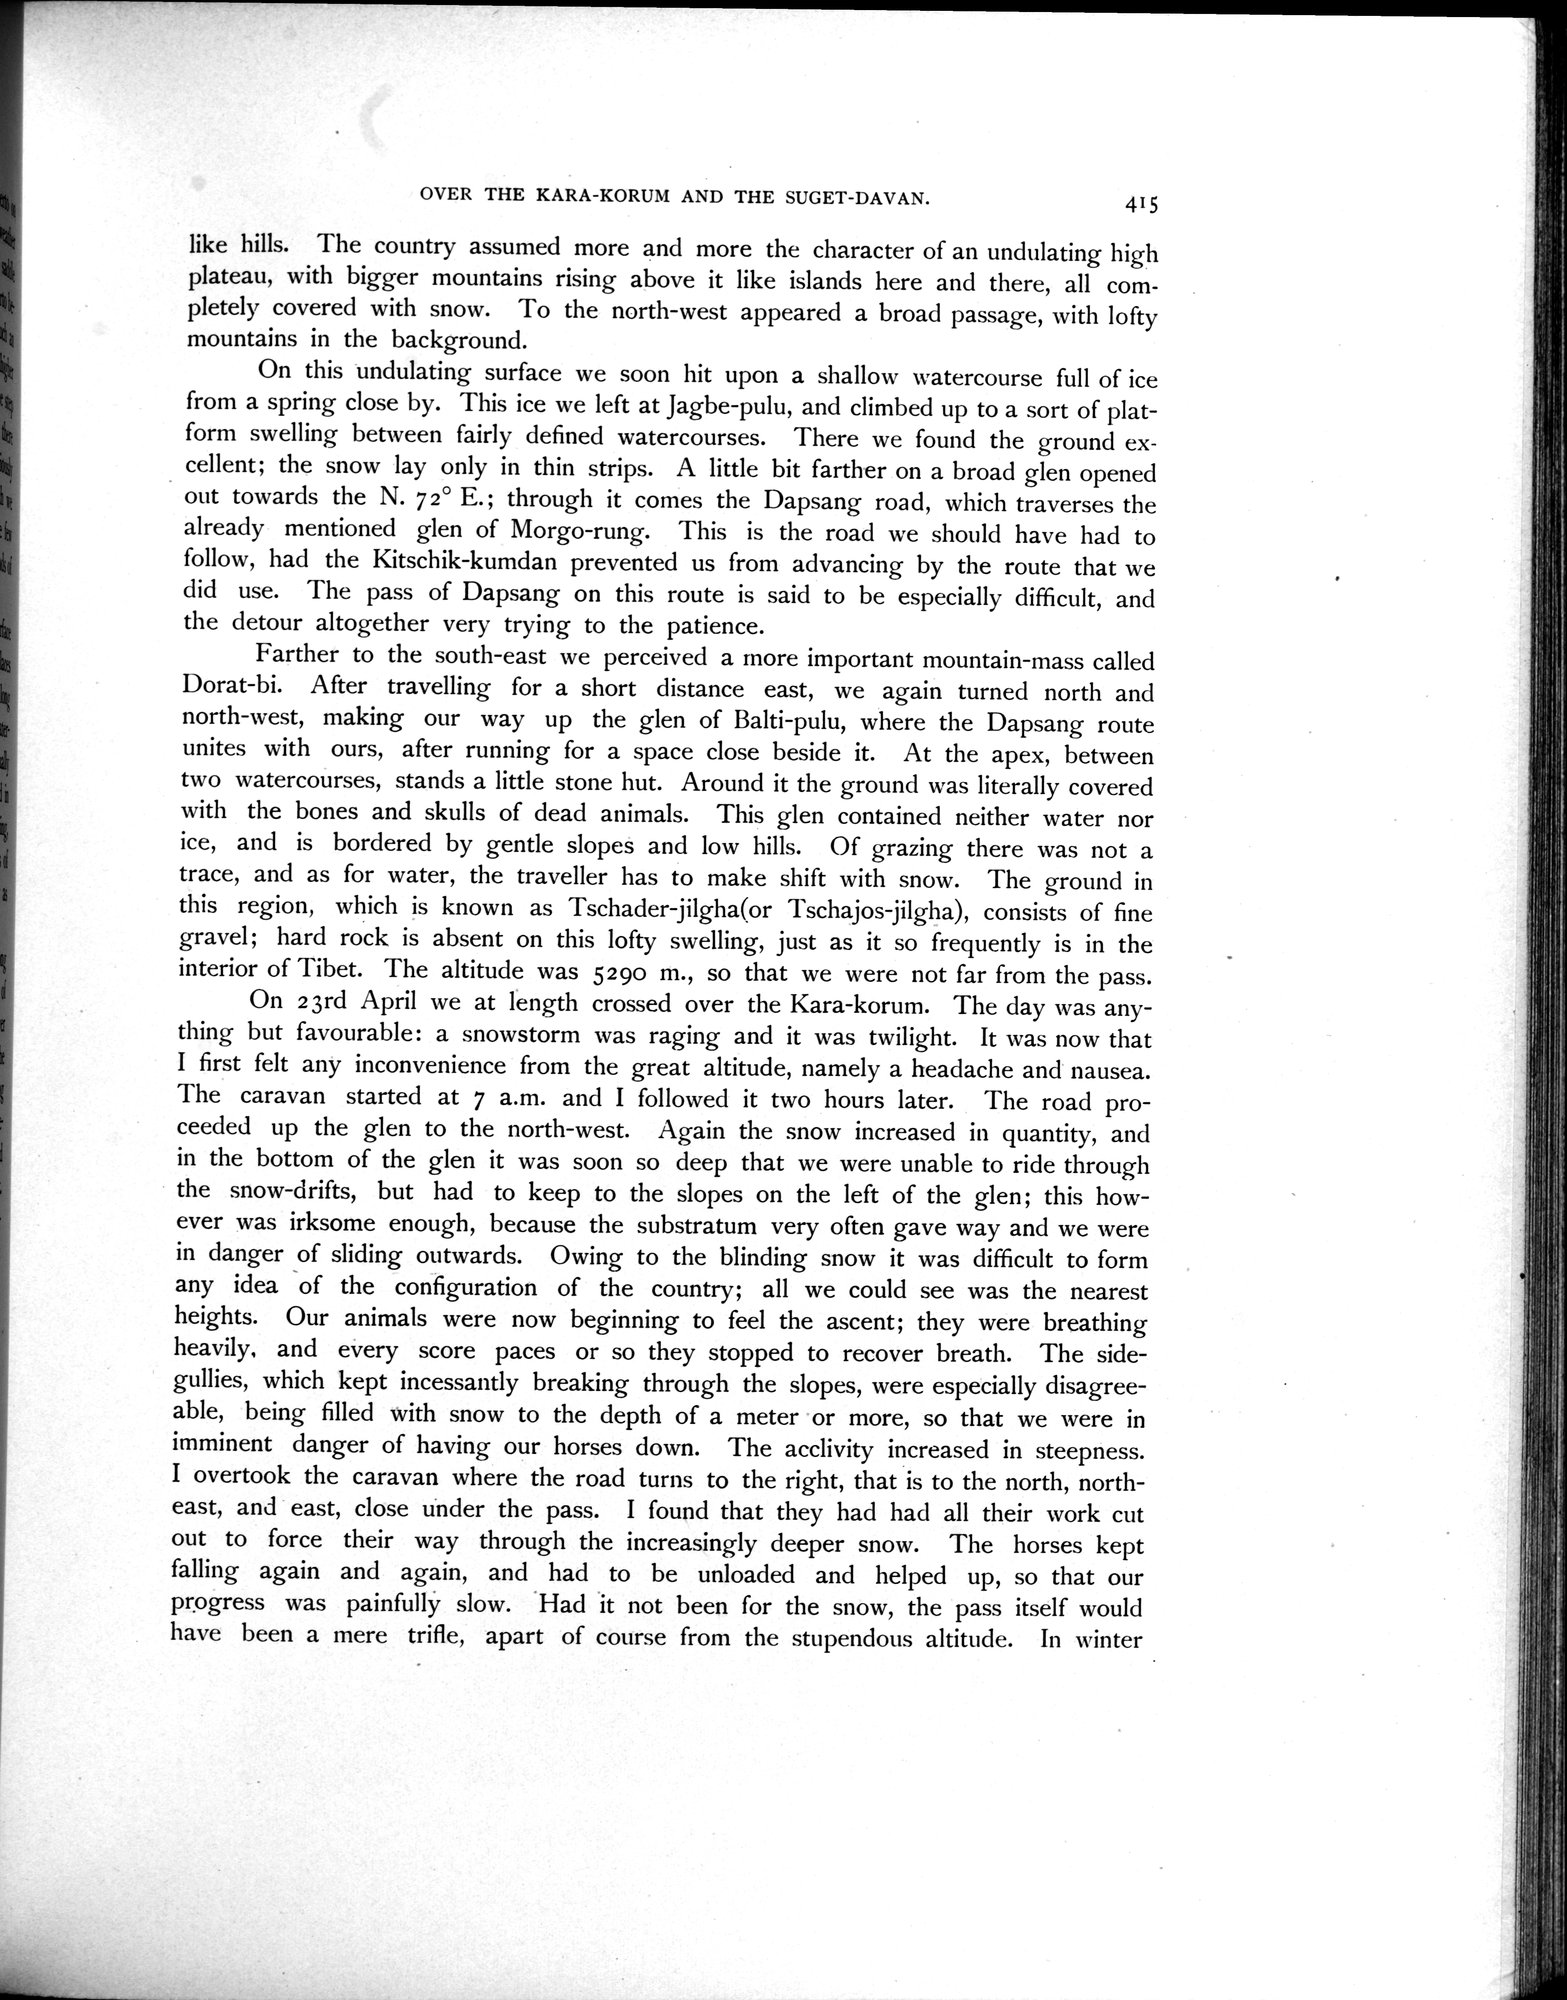 OVER THE KARA-KORUM AND THE SUGET-DAVAN.
415
like hills. The country assumed more and more the character of an undulating high
plateau, with bigger mountains rising above it like islands here and there, all com-
pletely covered with snow. To the north-west appeared a broad passage, with lofty
mountains in the background.
On this undulating surface we soon hit upon a shallow watercourse full of ice
from a spring close by. This ice we left at Jagbe-pulu, and climbed up to a sort of plat-
form swelling between fairly defined watercourses. There we found the ground ex-
cellent; the snow lay only in thin strips. A little bit farther on a broad glen opened
out towards the N. 72° E.; through it comes the Dapsang road, which traverses the
already mentioned glen of Morgo-rung. This is the road we should have had to
follow, had the Kitschik-kumdan prevented us from advancing by the route that we
did use. The pass of Dapsang on this route is said to be especially difficult, and
the detour altogether very trying to the patience.
Farther to the south-east we perceived a more important mountain-mass called
Dorat-bi. After travelling for a short distance east, we again turned north and
north-west, making our way up the glen of Balti-pulu, where the Dapsang route
unites with ours, after running for a space close beside it. At the apex, between
two watercourses, stands a little stone hut. Around it the ground was literally covered
with the bones and skulls of dead animals. This glen contained neither water nor
ice, and is bordered by gentle slopes and low hills. Of grazing there was not a
trace, and as for water, the traveller has to make shift with snow. The ground in
this region, which is known as Tschader-jilgha(or Tschajos-jilgha), consists of fine
gravel; hard rock is absent on this lofty swelling, just as it so frequently is in the
interior of Tibet. The altitude was 5290 m., so that we were not far from the pass.
On 23rd April we at length crossed over the Kara-korum. The day was any-
thing but favourable: a snowstorm was raging and it was twilight. It was now that
I first felt any inconvenience from the great altitude, namely a headache and nausea.
The caravan started at 7 a.m. and I followed it two hours later. The road pro-
ceeded up the glen to the north-west. Again the snow increased in quantity, and
in the bottom of the glen it was soon so deep that we were unable to ride through
the snow-drifts, but had to keep to the slopes on the left of the glen; this how-
ever was irksome enough, because the substratum very often gave way and we were
in danger of sliding outwards. Owing to the blinding snow it was difficult to form
any idea of the configuration of the country; all we could see was the nearest
heights. Our animals were now beginning to feel the ascent; they were breathing
heavily, and every score paces or so they stopped to recover breath. The side-
gullies, which kept incessantly breaking through the slopes, were especially disagree-
able, being filled with snow to the depth of a meter or more, so that we were in
imminent danger of having our horses down. The acclivity increased in steepness.
I overtook the caravan where the road turns to the right, that is to the north, north-
east, and east, close under the pass. I found that they had had all their work cut
out to force their way through the increasingly deeper snow. The horses kept
falling again and again, and had to be unloaded and helped up, so that our
progress was painfully slow. Had it not been for the snow, the pass itself would
have been a mere trifle, apart of course from the stupendous altitude. In winter